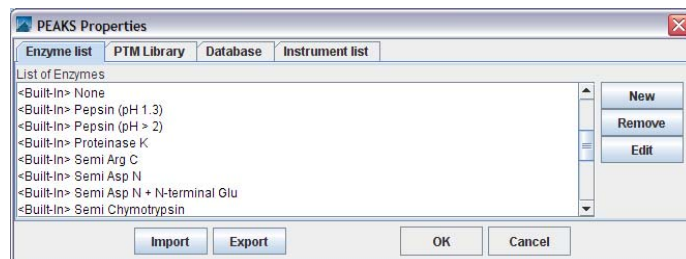 PEAKS Properties
Enzyme list PTM Library Database Instrument list
List of Enzymes
<Built-In> None
<Built-In> Pepsin (pH 1.3)
<Built-In> Pepsin (pH > 2)
<Built-In> Proteinase K
<Built-In> Semi Arg C
<Built-In> Semi Asp N
<Built-In> Semi Asp N + N-terminal Glu
<Built-In> Semi Chymotrypsin
New
Remove
Edit
Import Export OK Cancel